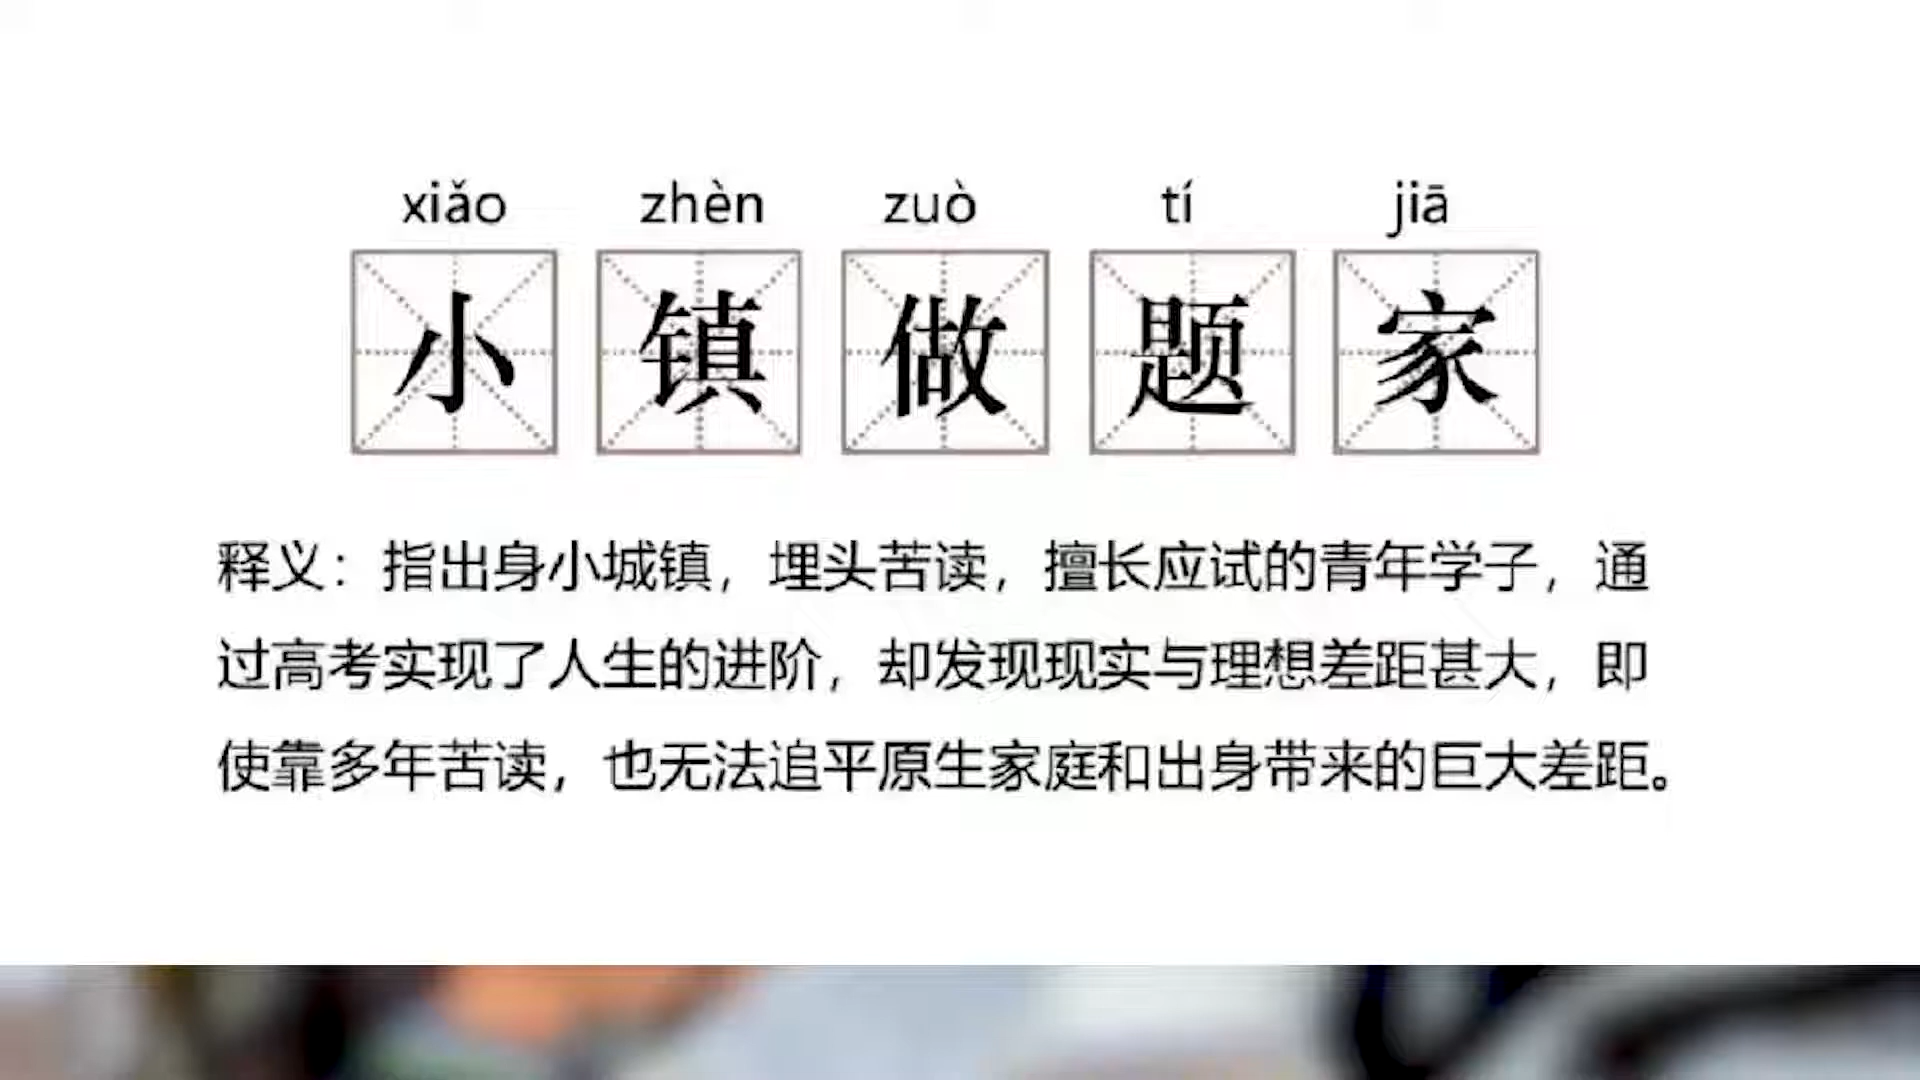 xiǎo zhèn zuò tí jiā
小镇做题家
释义：指出身小城镇，埋头苦读，擅长应试的青年学子，通
过高考实现了人生的进阶，却发现现实与理想差距甚大，即
使靠多年苦读，也无法追平原生家庭和出身带来的巨大差距。